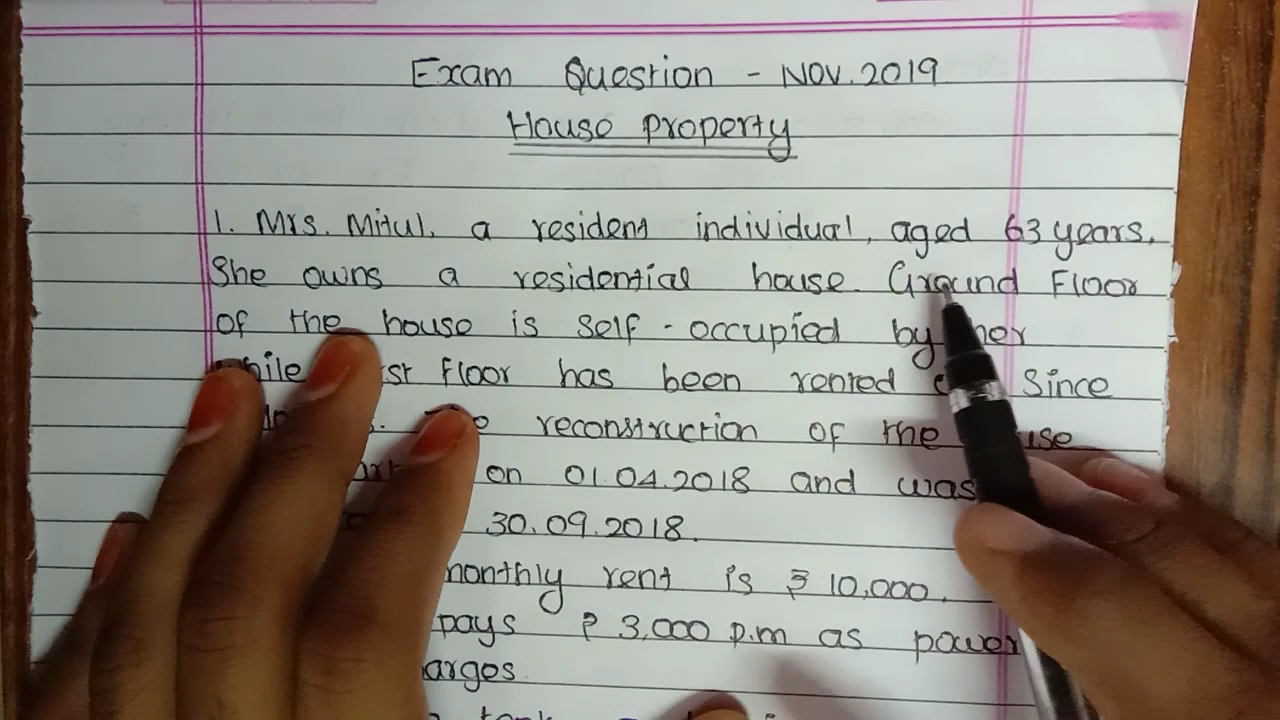 Exam Question - Nov. 2019
House property
1. Mrs. Mitul, a resident individual, aged 63 years.
She owns a residential house. Ground Floor
of the house is self-occupied by her
Floor has been rented Since
reconstruction of the
on 01.04.2018 and was
30.09.2018.
monthly rent is ₹ 10,000.
pays ₹ 3,000 p.m as power